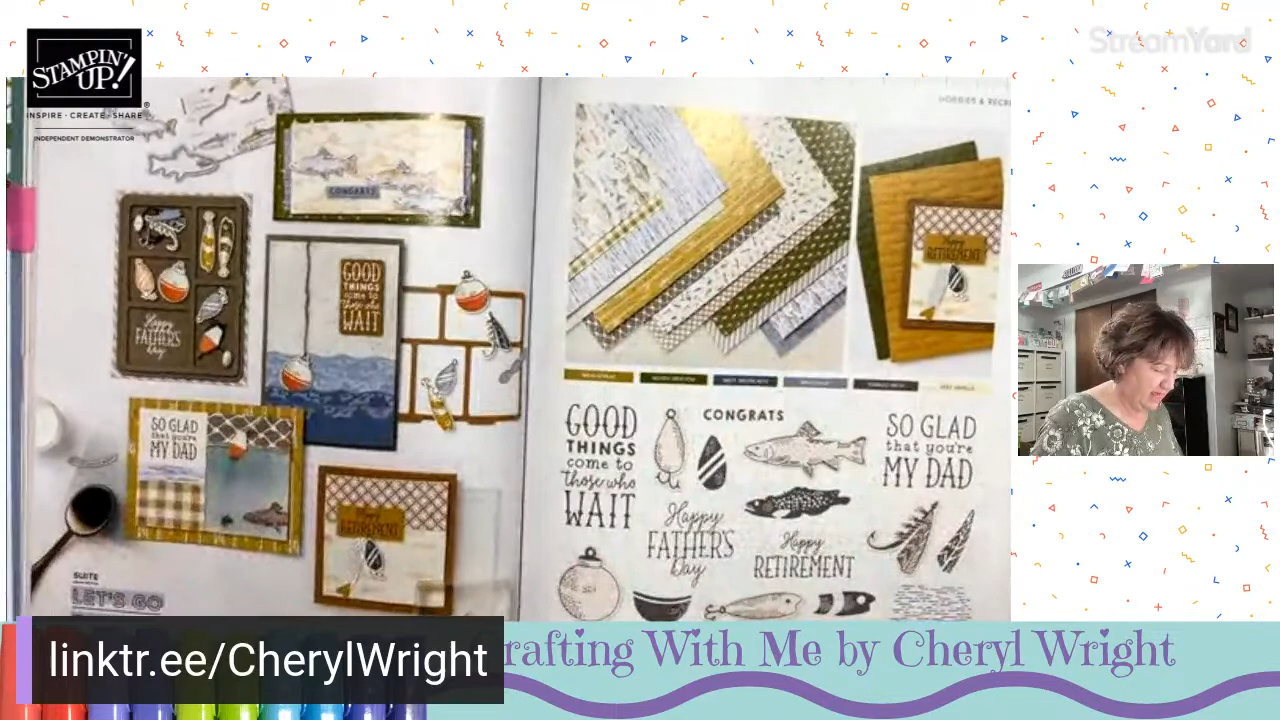 STAMPIN' UP!®
INSPIRE · CREATE · SHARE
INDEPENDENT DEMONSTRATOR
StreamYard
CONGRATS
GOOD
THINGS
come to
those who
WAIT
Happy
FATHER'S
Day
SO GLAD
that you're
MY DAD
Happy
RETIREMENT
SUITE
LET'S GO
Happy
RETIREMENT
GOOD
THINGS
come to
those who
WAIT
CONGRATS
SO GLAD
that you're
MY DAD
Happy
FATHER'S
Day
Happy
RETIREMENT
linktr.ee/CherylWright
rafting With Me by Cheryl Wright